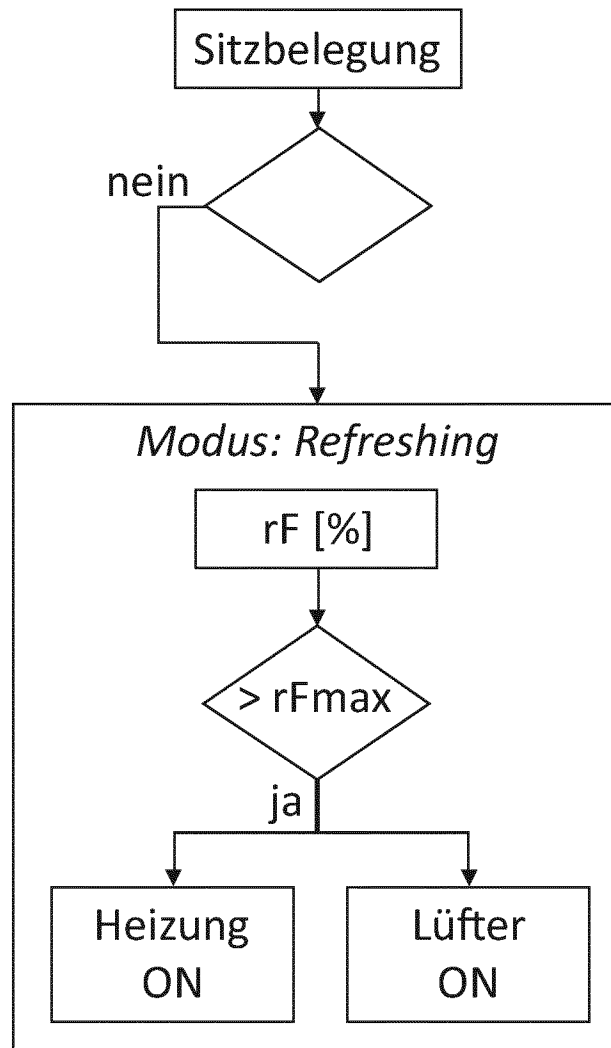 Sitzbelegung
nein
Modus: Refreshing
rF [%]
> rFmax
ja
Heizung
ON
Lüfter
ON